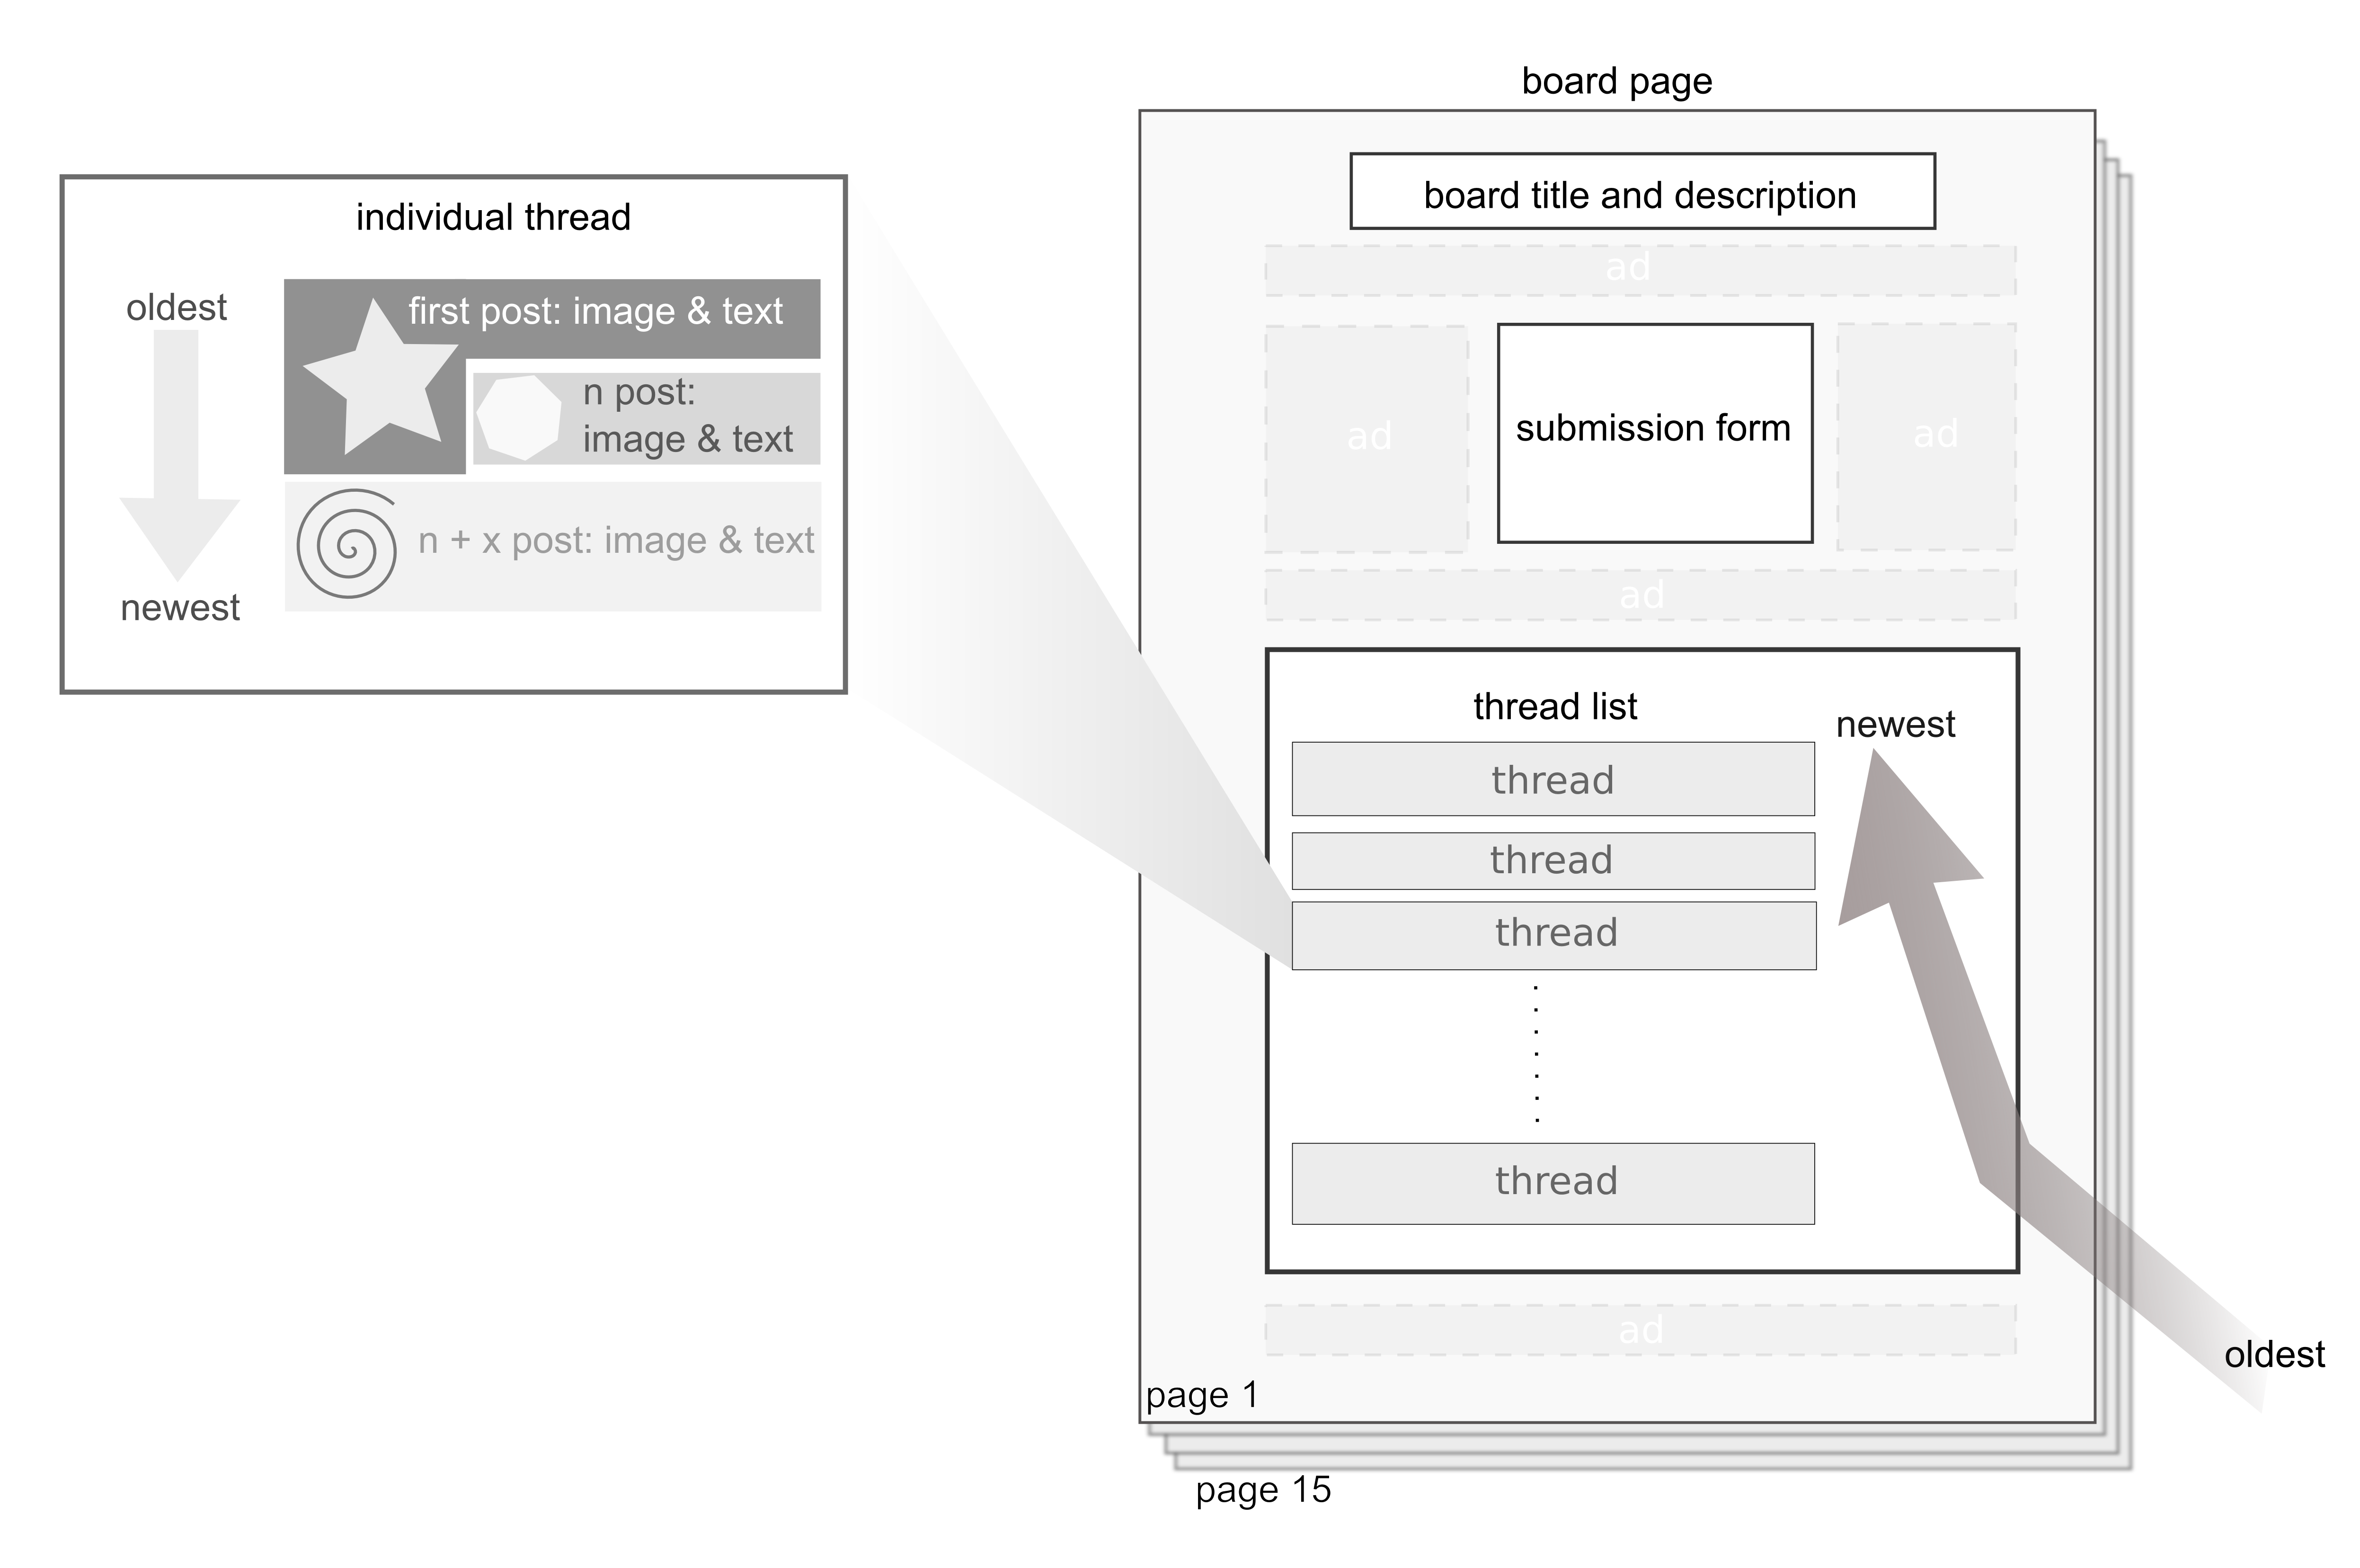 individual thread
oldest
first post: image & text
n post:
image & text
n + x post: image & text
newest
board page
board title and description
ad
ad
submission form
ad
ad
thread list
newest
thread
thread
thread
thread
ad
oldest
page 1
page 15